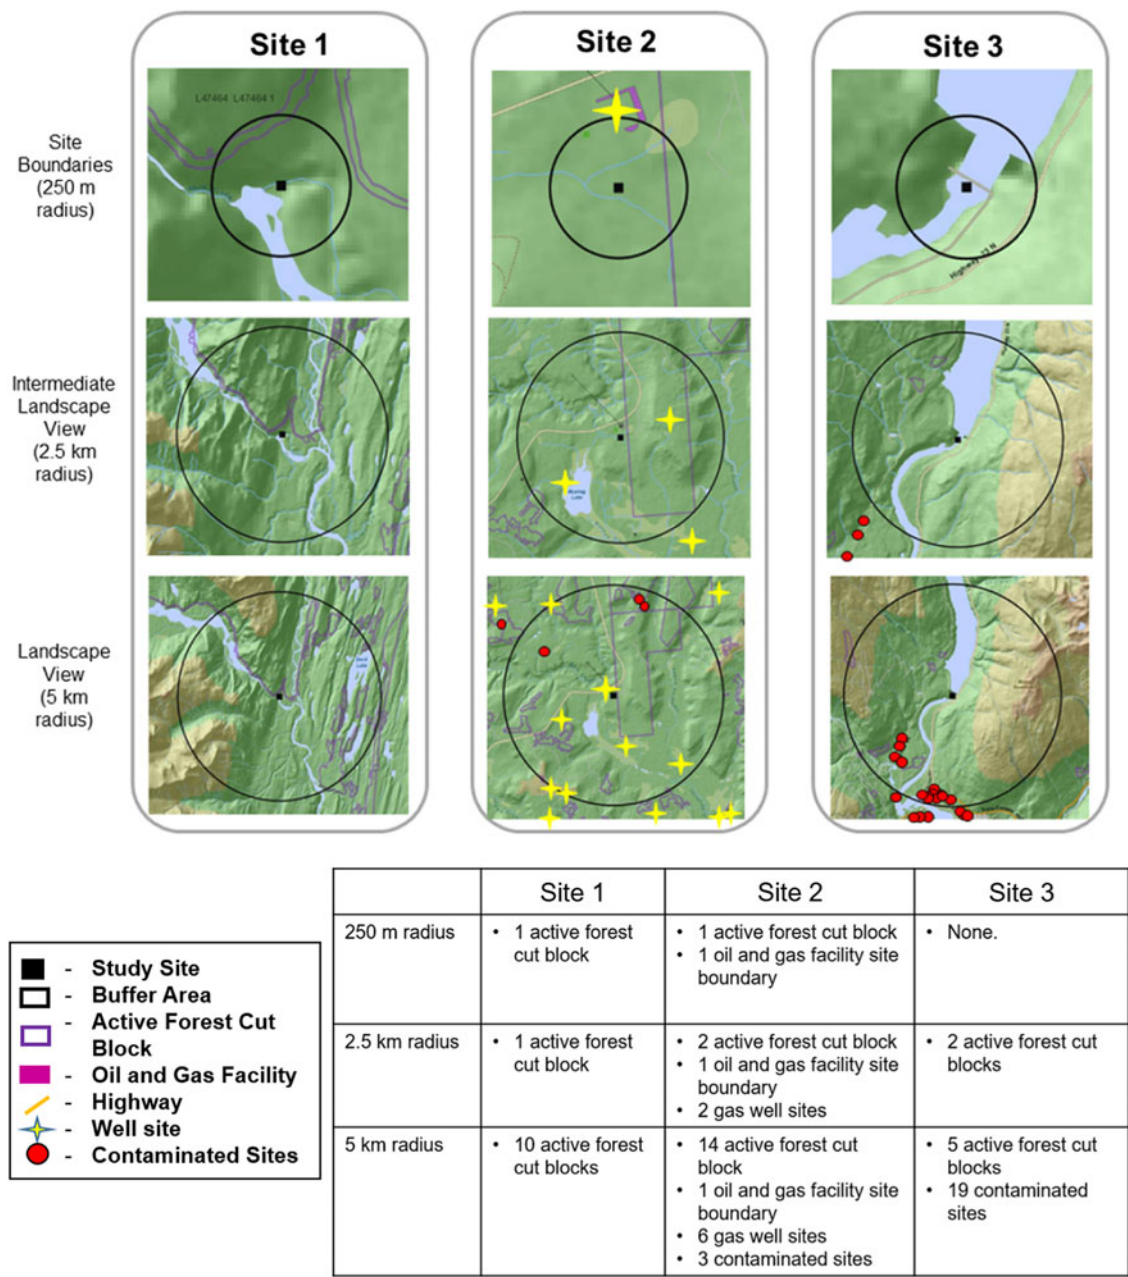 Site 1
Site 2
Site 3
Site
Boundaries
(250 m
radius)
L47464 L47464 1
Intermediate
Landscape
View
(2.5 km
radius)
Landscape
View
(5 km
radius)
Site 1
Site 2
Site 3
250 m radius
• 1 active forest
cut block
• 1 active forest cut block
• 1 oil and gas facility site
boundary
• None.
2.5 km radius
• 1 active forest
cut block
• 2 active forest cut block
• 1 oil and gas facility site
boundary
• 2 gas well sites
• 2 active forest cut
blocks
5 km radius
• 10 active forest
cut blocks
• 14 active forest cut
block
• 1 oil and gas facility site
boundary
• 6 gas well sites
• 3 contaminated sites
• 5 active forest cut
blocks
• 19 contaminated
sites
- Study Site
- Buffer Area
- Active Forest Cut
Block
- Oil and Gas Facility
- Highway
- Well site
- Contaminated Sites